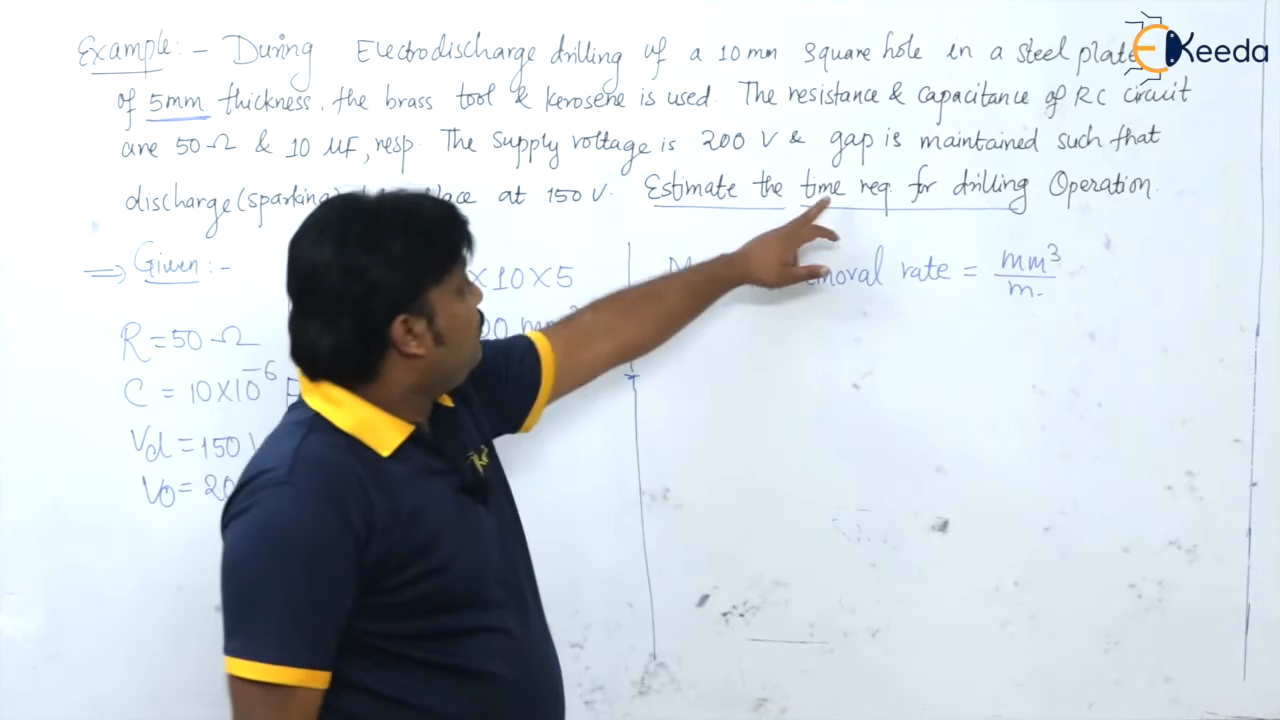 Example:- During Electrodischarge drilling of a 10 mm square hole in a steel plate
of 5mm thickness. the brass tool & kerosene is used. The resistance & capacitance of RC circuit
are 50Ω & 10 µF, resp. The supply voltage is 200 V & gap is maintained such that
discharge (sparking) at 150 V. Estimate the time req for drilling Operation.
⇒ Given:-
R = 50 Ω
C = 10×10⁻⁶ F
Vd = 150 V
V0 = 20
×10×5
removal rate = mm³/m.
EKeeda